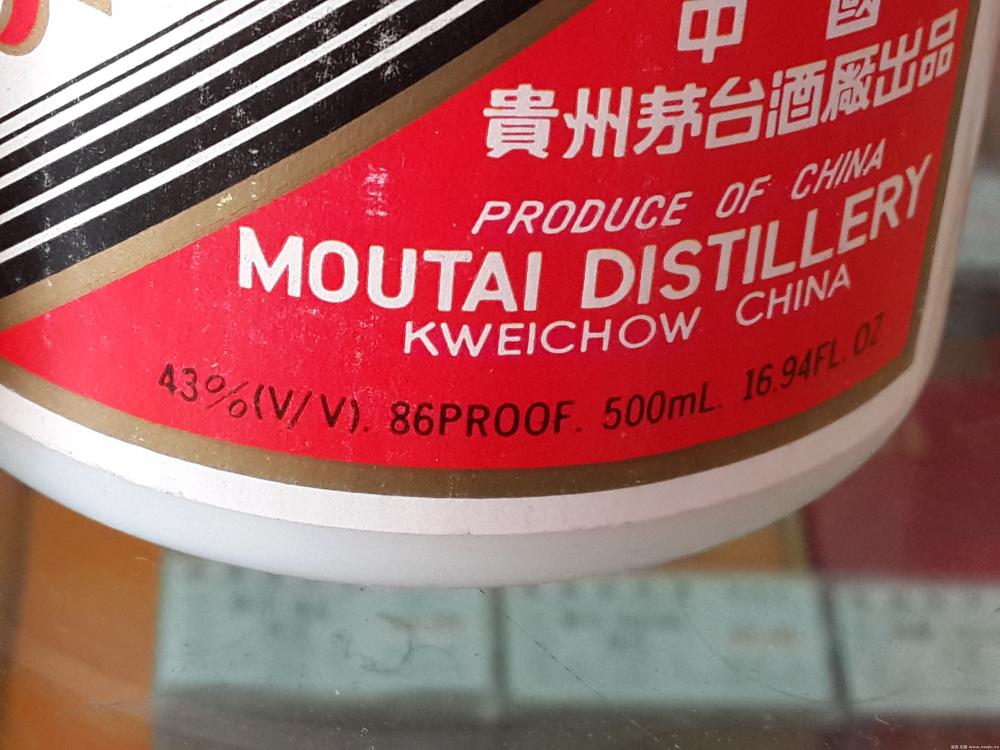 中國
貴州茅台酒廠出品
PRODUCE OF CHINA
MOUTAI DISTILLERY
KWEICHOW CHINA
43%(V/V). 86PROOF. 500mL. 16.94FL. OZ